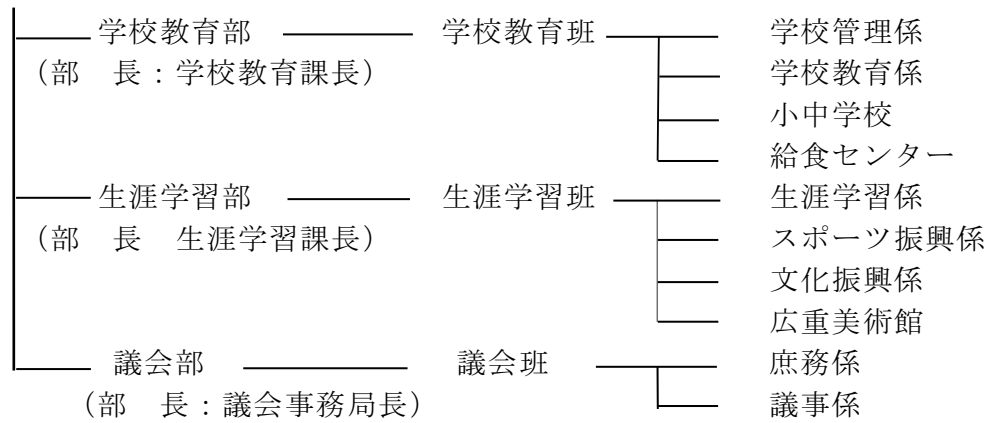 学校教育部 学校教育班 学校管理係
(部 長:学校教育課長) 学校教育係
小中学校
給食センター
生涯学習部 生涯学習班 生涯学習係
(部 長 生涯学習課長) スポーツ振興係
文化振興係
広重美術館
議会部 議会班 庶務係
(部 長:議会事務局長) 議事係